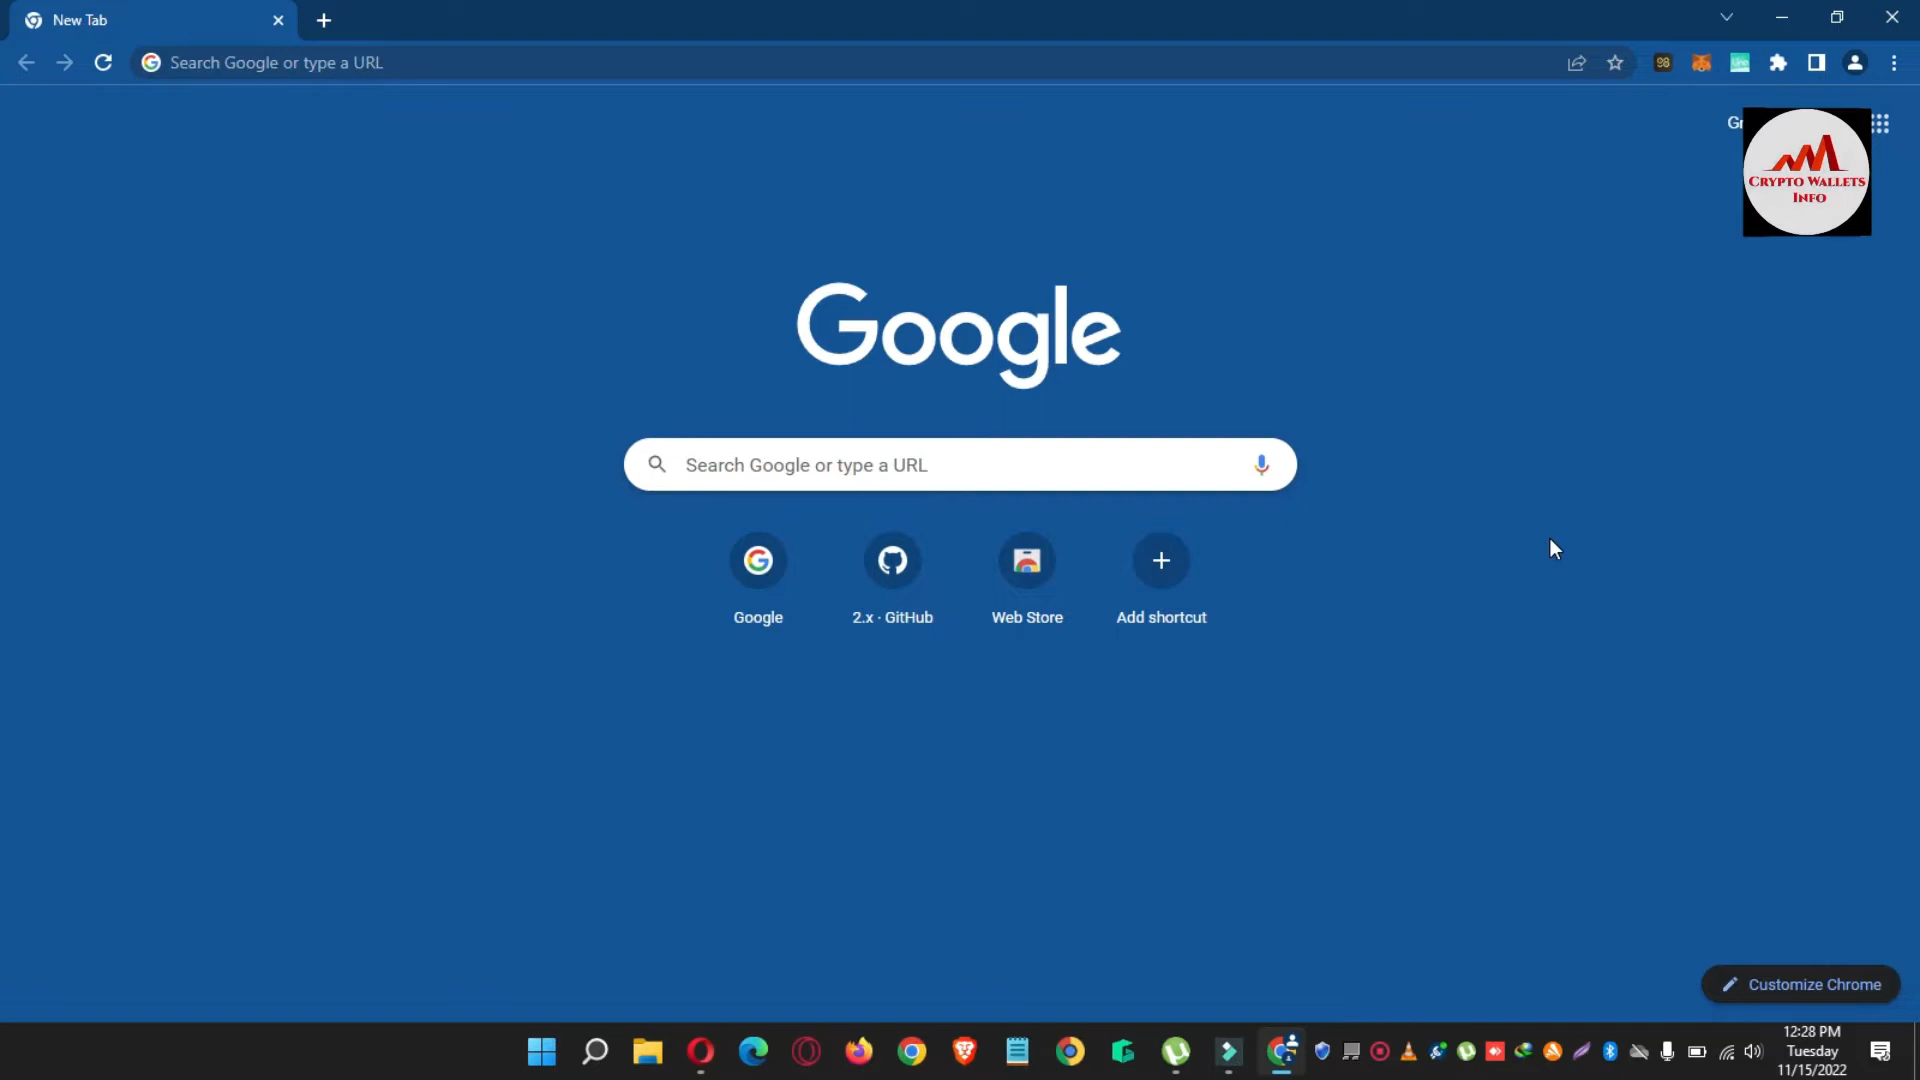 New Tab
Search Google or type a URL
98
CRYPTO WALLETS
INFO
Google
Search Google or type a URL
Google
2.x · GitHub
Web Store
Add shortcut
Customize Chrome
12:28 PM
Tuesday
11/15/2022